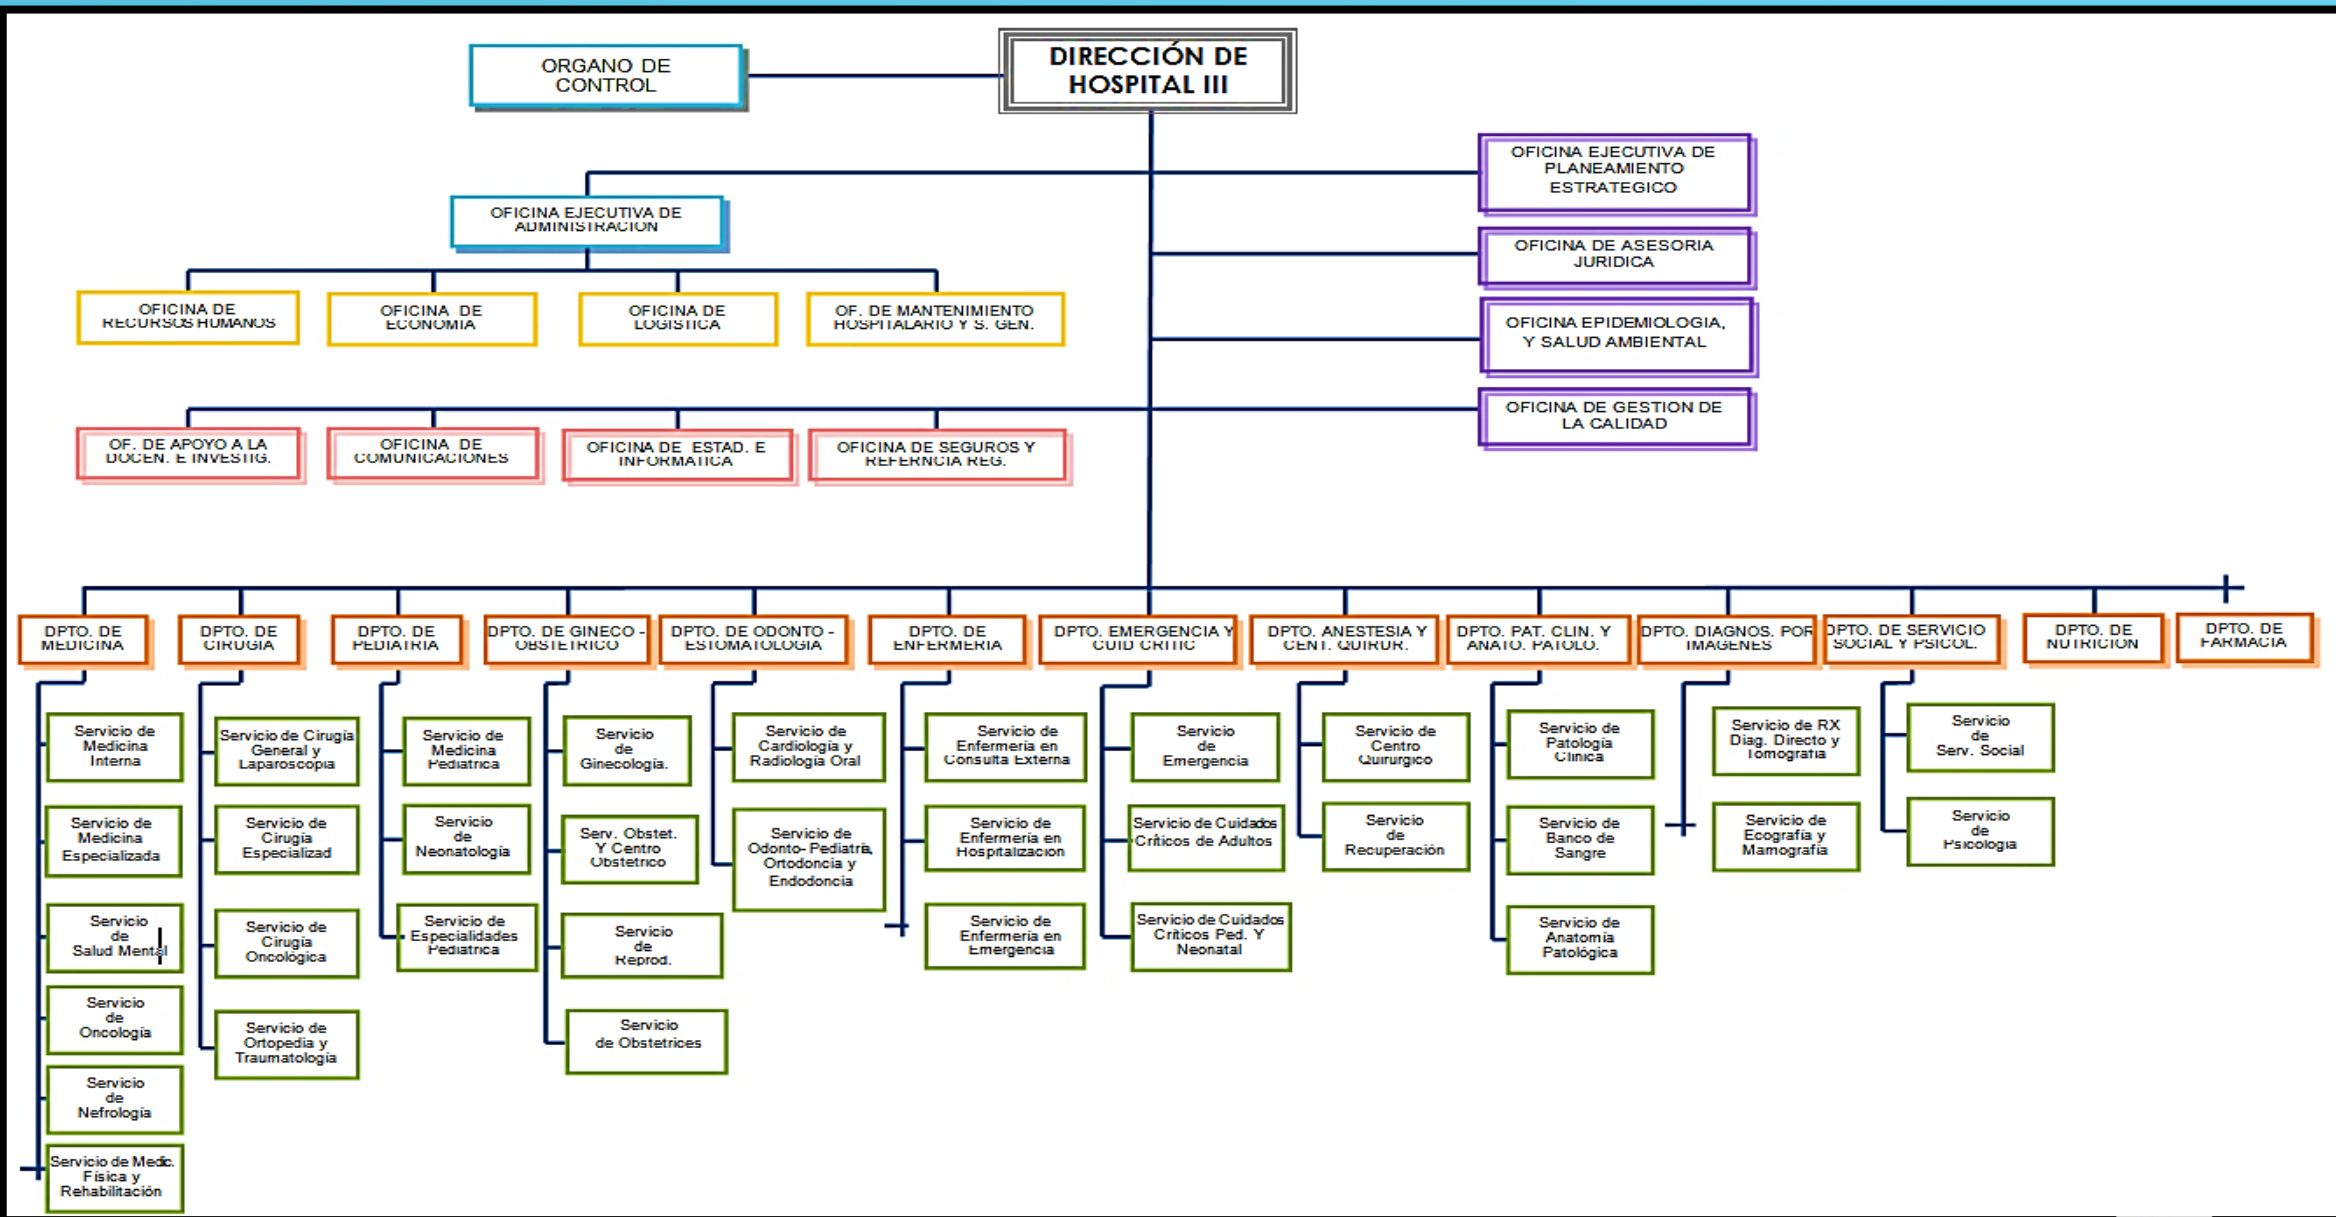 ORGANO DE
CONTROL
DIRECCIÓN DE
HOSPITAL III
OFICINA EJECUTIVA DE
PLANEAMIENTO
ESTRATEGICO
OFICINA EJECUTIVA DE
ADMINISTRACION
OFICINA DE ASESORIA
JURIDICA
OFICINA DE
RECURSOS HUMANOS
OFICINA DE
ECONOMIA
OFICINA DE
LOGISTICA
OF. DE MANTENIMIENTO
HOSPITALARIO Y S. GEN.
OFICINA EPIDEMIOLOGIA,
Y SALUD AMBIENTAL
OFICINA DE GESTION DE
LA CALIDAD
OF. DE APOYO A LA
DOCEN. E INVESTIG.
OFICINA DE
COMUNICACIONES
OFICINA DE ESTAD. E
INFORMATICA
OFICINA DE SEGUROS Y
REFERNCIA REG.
DPTO. DE
MEDICINA
DPTO. DE
CIRUGIA
DPTO. DE
PEDIATRIA
DPTO. DE GINECO -
OBSTETRICO
DPTO. DE ODONTO -
ESTOMATOLOGIA
DPTO. DE
ENFERMERIA
DPTO. EMERGENCIA Y
CUID CRITIC
DPTO. ANESTESIA Y
CENT. QUIRUR.
DPTO. PAT. CLIN. Y
ANATO. PATOLO.
DPTO. DIAGNOS. POR
IMAGENES
DPTO. DE SERVICIO
SOCIAL Y PSICOL.
DPTO. DE
NUTRICION
DPTO. DE
FARMACIA
Servicio de
Medicina
Interna
Servicio de
Medicina
Especializada
Servicio
de
Salud Mental
Servicio
de
Oncología
Servicio
de
Nefrología
Servicio de Medic.
Física y
Rehabilitación
Servicio de Cirugía
General y
Laparoscopia
Servicio de
Cirugía
Especializad
Servicio de
Cirugía
Oncológica
Servicio de
Ortopedia y
Traumatología
Servicio de
Medicina
Pediatrica
Servicio
de
Neonatología
Servicio de
Especialidades
Pediatrica
Servicio
de
Ginecología.
Serv. Obstet.
Y Centro
Obstetrico
Servicio
de
Reprod.
Servicio
de Obstetrices
Servicio de
Cardiología y
Radiología Oral
Servicio de
Odonto- Pediatría,
Ortodoncia y
Endodoncia
Servicio de
Enfermería en
Consulta Externa
Servicio de
Enfermería en
Hospitalización
Servicio de
Enfermería en
Emergencia
Servicio
de
Emergencia
Servicio de Cuidados
Críticos de Adultos
Servicio de Cuidados
Críticos Ped. Y
Neonatal
Servicio de
Centro
Quirurgico
Servicio
de
Recuperación
Servicio de
Patología
Clinica
Servicio de
Banco de
Sangre
Servicio de
Anatomía
Patológica
Servicio de RX
Diag. Directo y
Tomografia
Servicio de
Ecografía y
Mamografía
Servicio
de
Serv. Social
Servicio
de
Psicologia